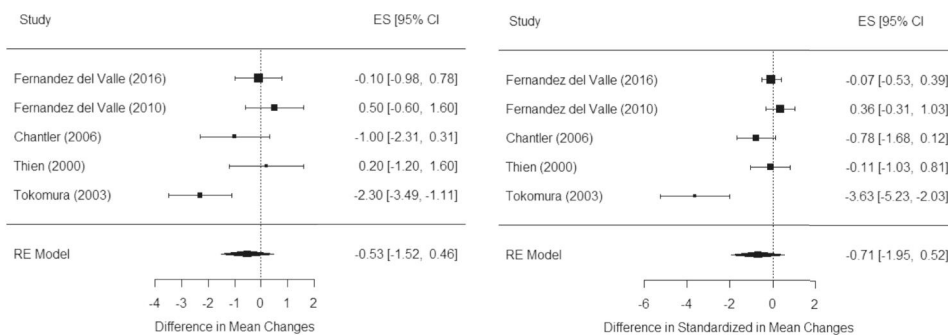 Study ES [95% CI
Fernandez del Valle (2016) -0.10 [-0.98, 0.78]
Fernandez del Valle (2010) 0.50 [-0.60, 1.60]
Chantler (2006) -1.00 [-2.31, 0.31]
Thien (2000) 0.20 [-1.20, 1.60]
Tokomura (2003) -2.30 [-3.49, -1.11]
RE Model -0.53 [-1.52, 0.46]
-4 -3 -2 -1 0 1 2
Difference in Mean Changes
Study ES [95% CI
Fernandez del Valle (2016) -0.07 [-0.53, 0.39]
Fernandez del Valle (2010) 0.36 [-0.31, 1.03]
Chantler (2006) -0.78 [-1.68, 0.12]
Thien (2000) -0.11 [-1.03, 0.81]
Tokomura (2003) -3.63 [-5.23, -2.03]
RE Model -0.71 [-1.95, 0.52]
-6 -4 -2 0 2
Difference in Standardized in Mean Changes